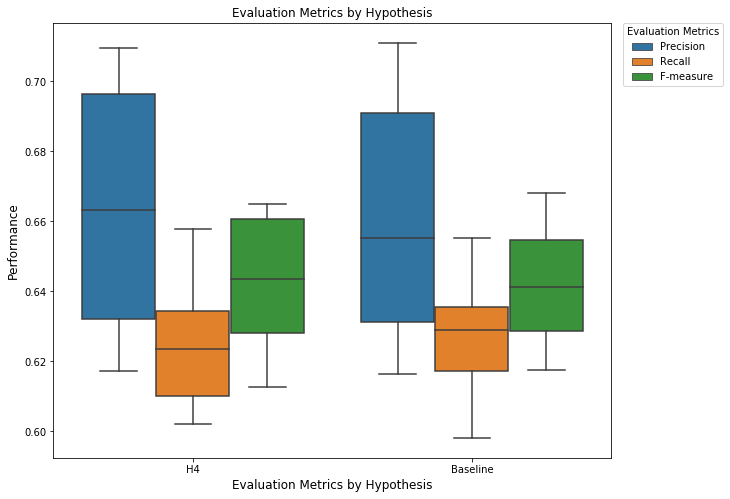 Evaluation Metrics by Hypothesis
Evaluation Metrics
Precision
Recall
F-measure
Performance
0.70
0.68
0.66
0.64
0.62
0.60
H4
Baseline
Evaluation Metrics by Hypothesis